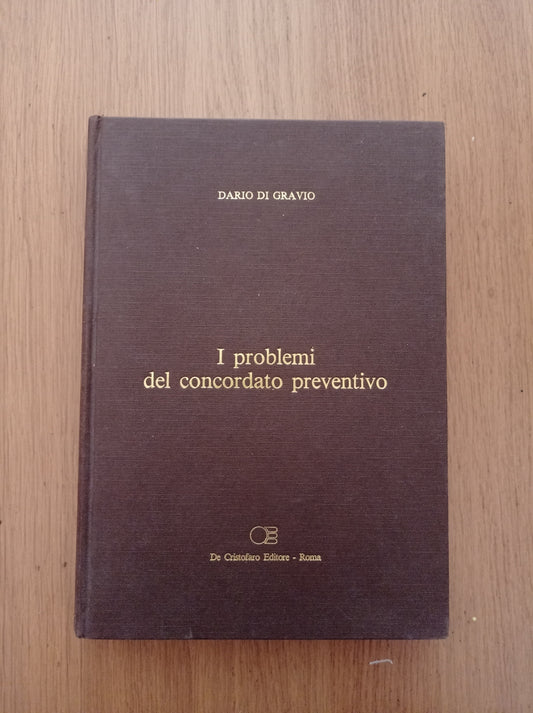 DARIO DI GRAVIO
I problemi
del concordato preventivo
De Cristofaro Editore - Roma